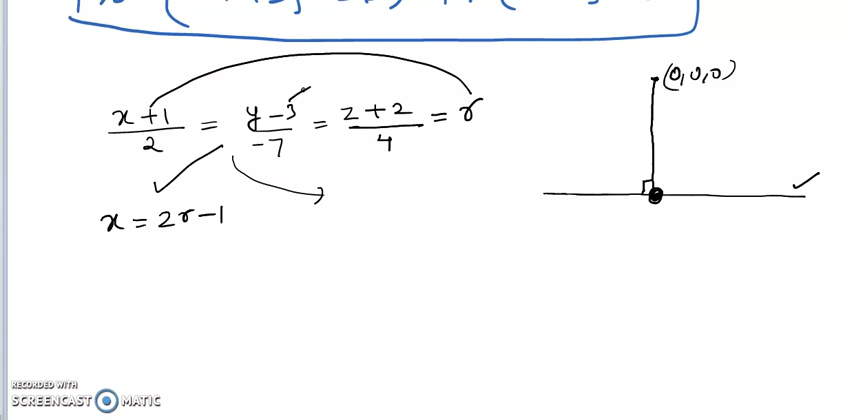 (x+1)/2 = (y-3)/-7 = (z+2)/4 = r
(0, 0, 0)
x = 2r-1
RECORDED WITH
SCREENCAST MATIC